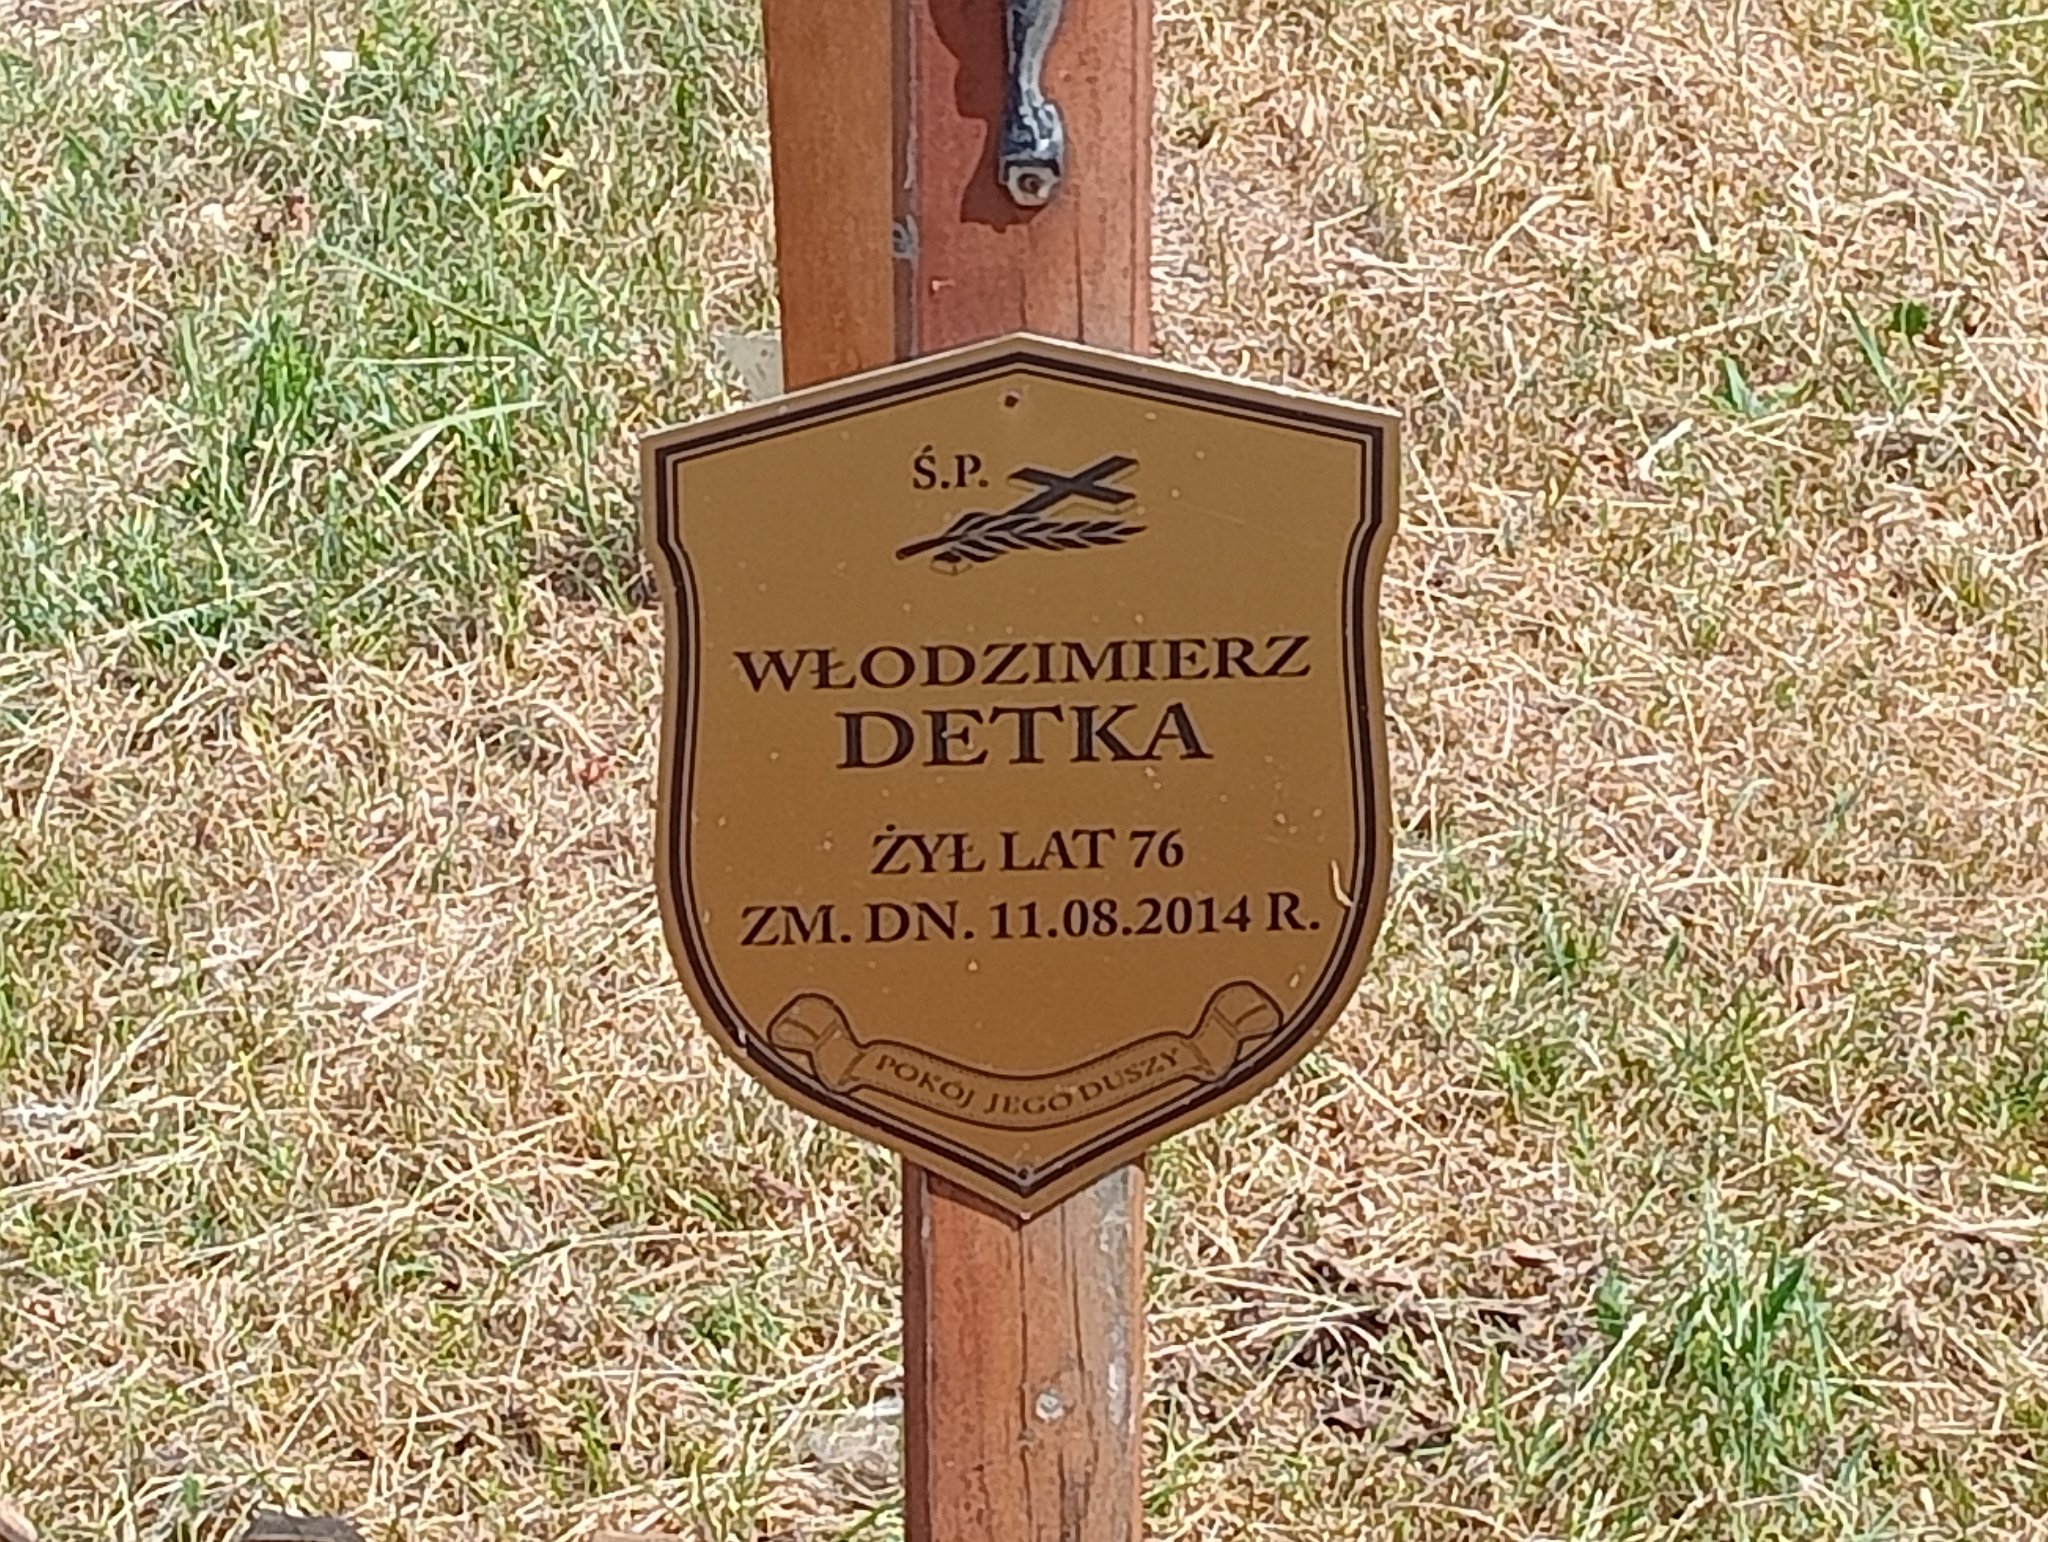 Ś.P.
WŁODZIMIERZ
DETKA
ŻYŁ LAT 76
ZM. DN. 11.08.2014 R.
POKÓJ JEGO DUSZY